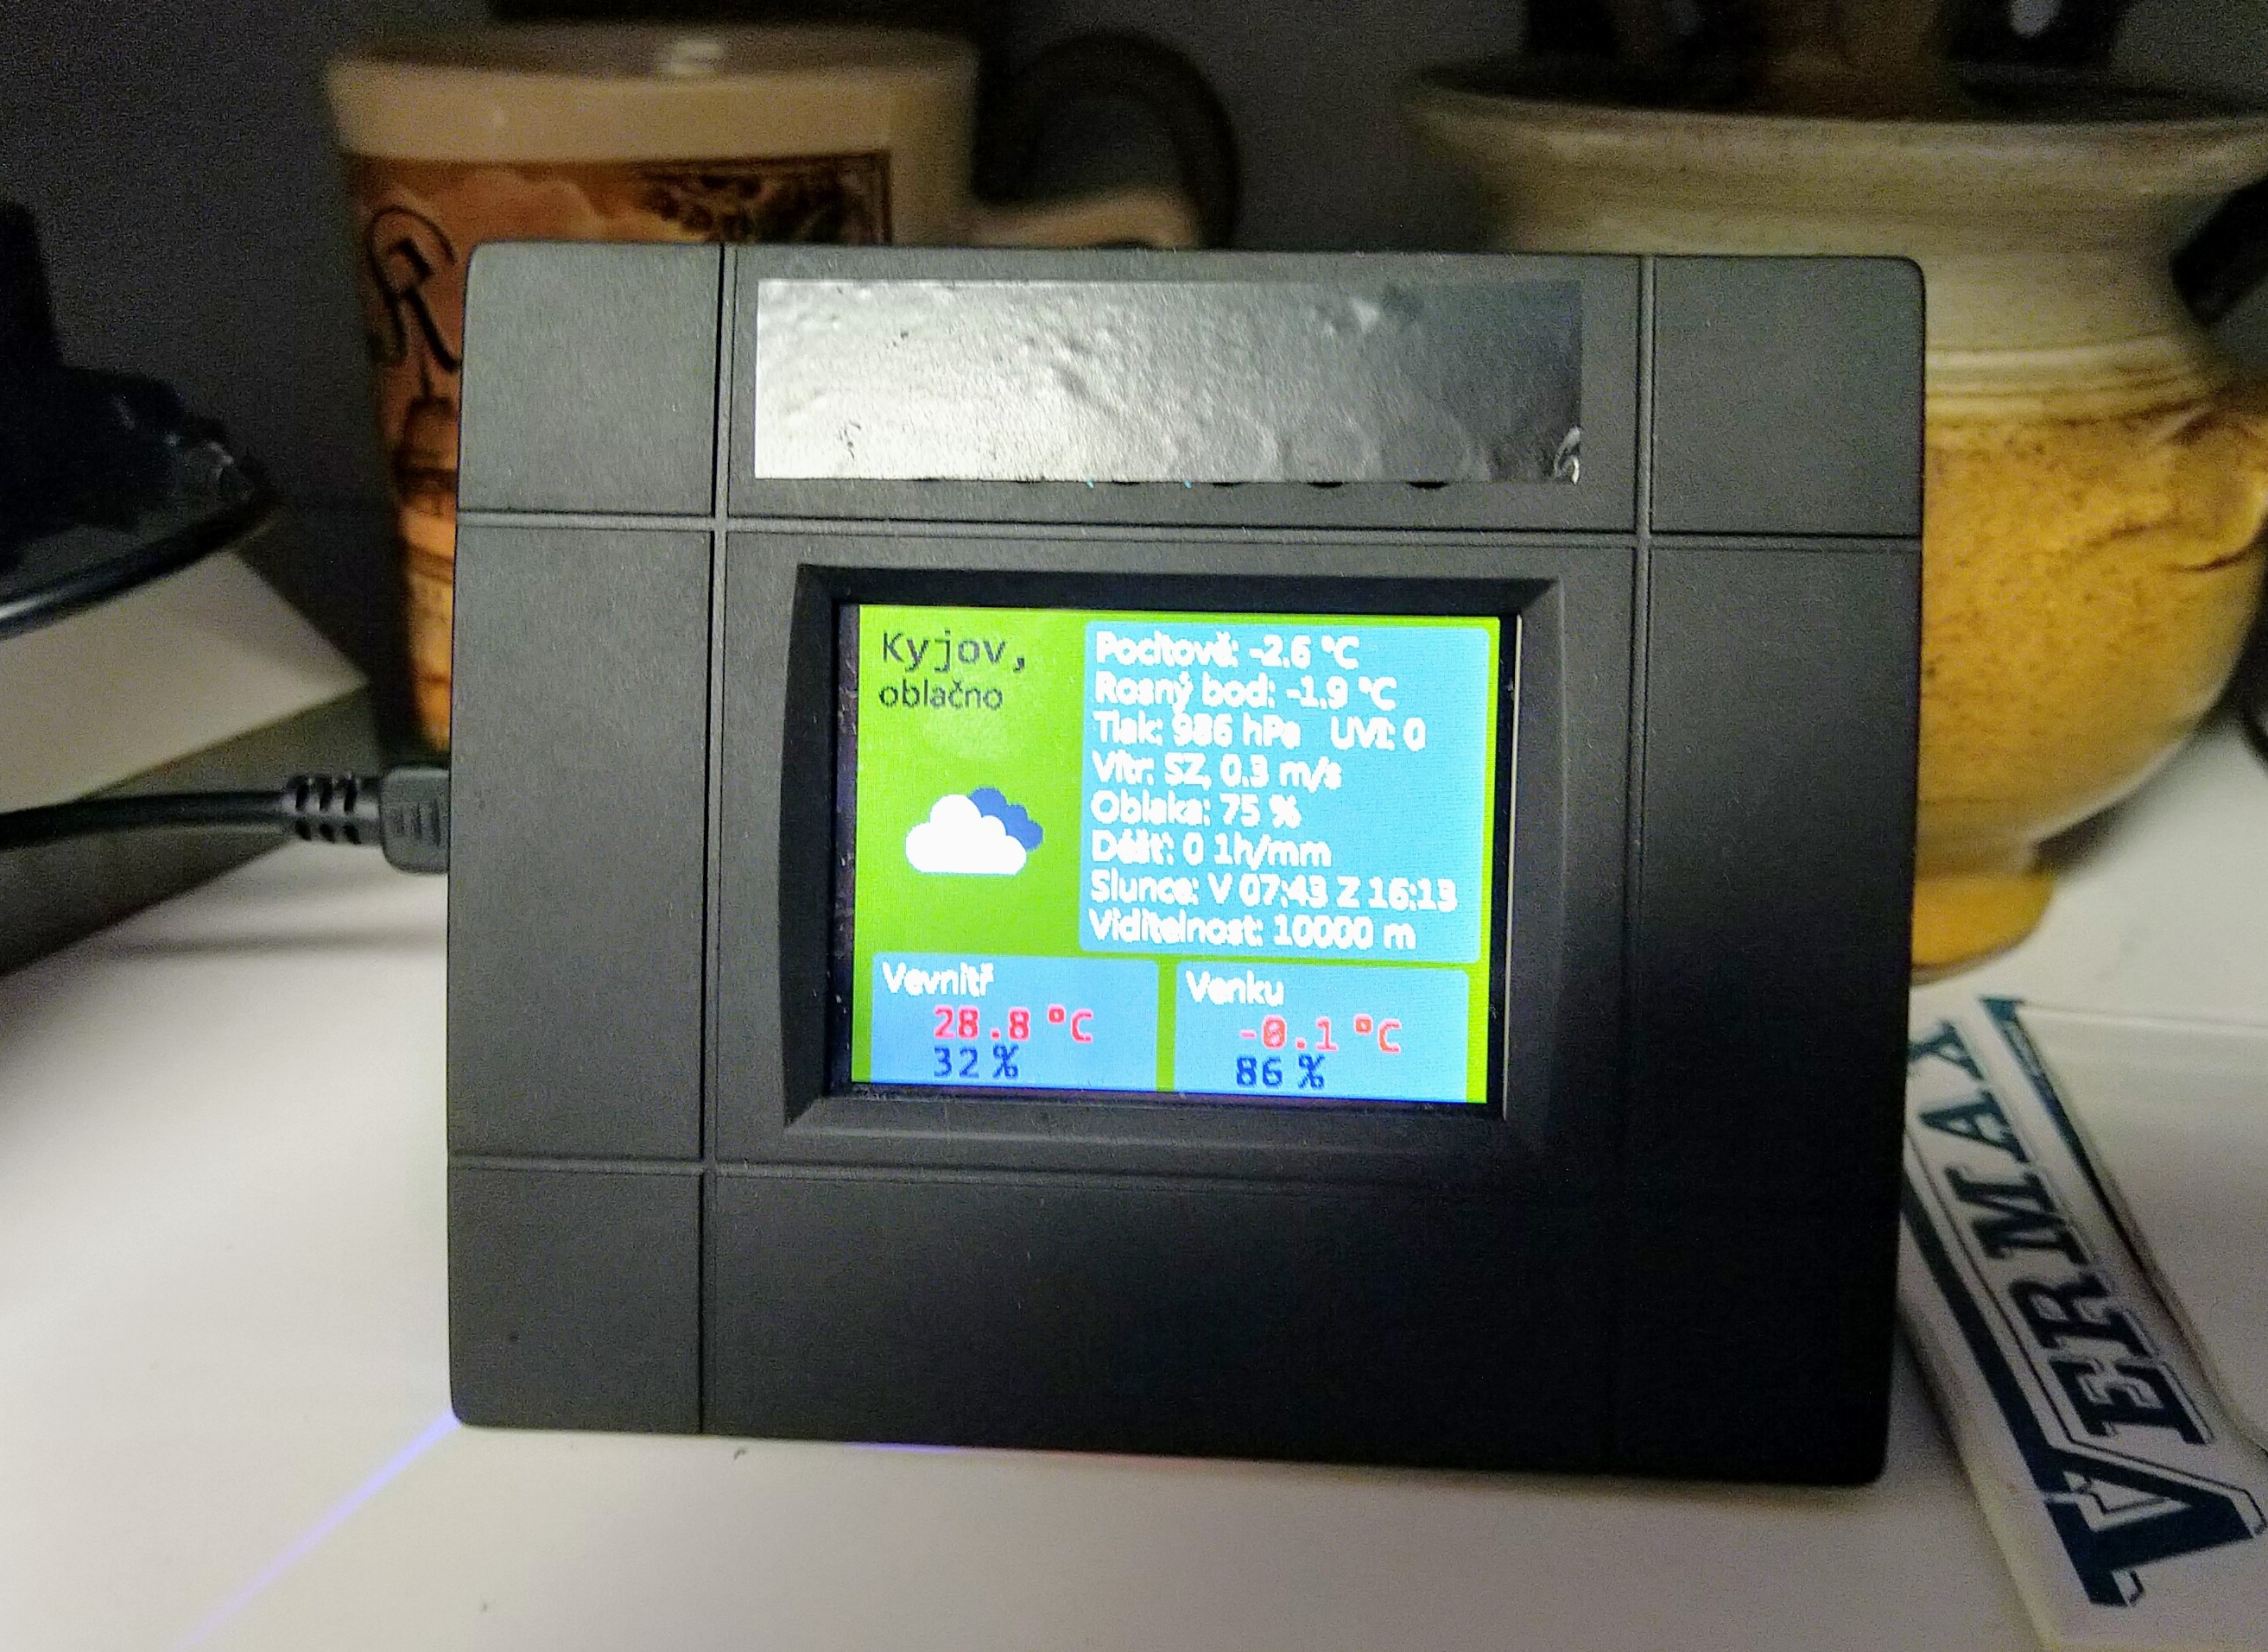 Kyjov,
oblačno
Pocitově: -2.6 °C
Rosný bod: -1.9 °C
Tlak: 986 hPa UVI: 0
Vítr: SZ, 0.3 m/s
Oblaka: 75 %
Déšť: 0 1h/mm
Slunce: V 07:43 Z 16:13
Viditelnost: 10000 m
Vevnitř
28.8 °C
32 %
Venku
-0.1 °C
86 %
VERMAX